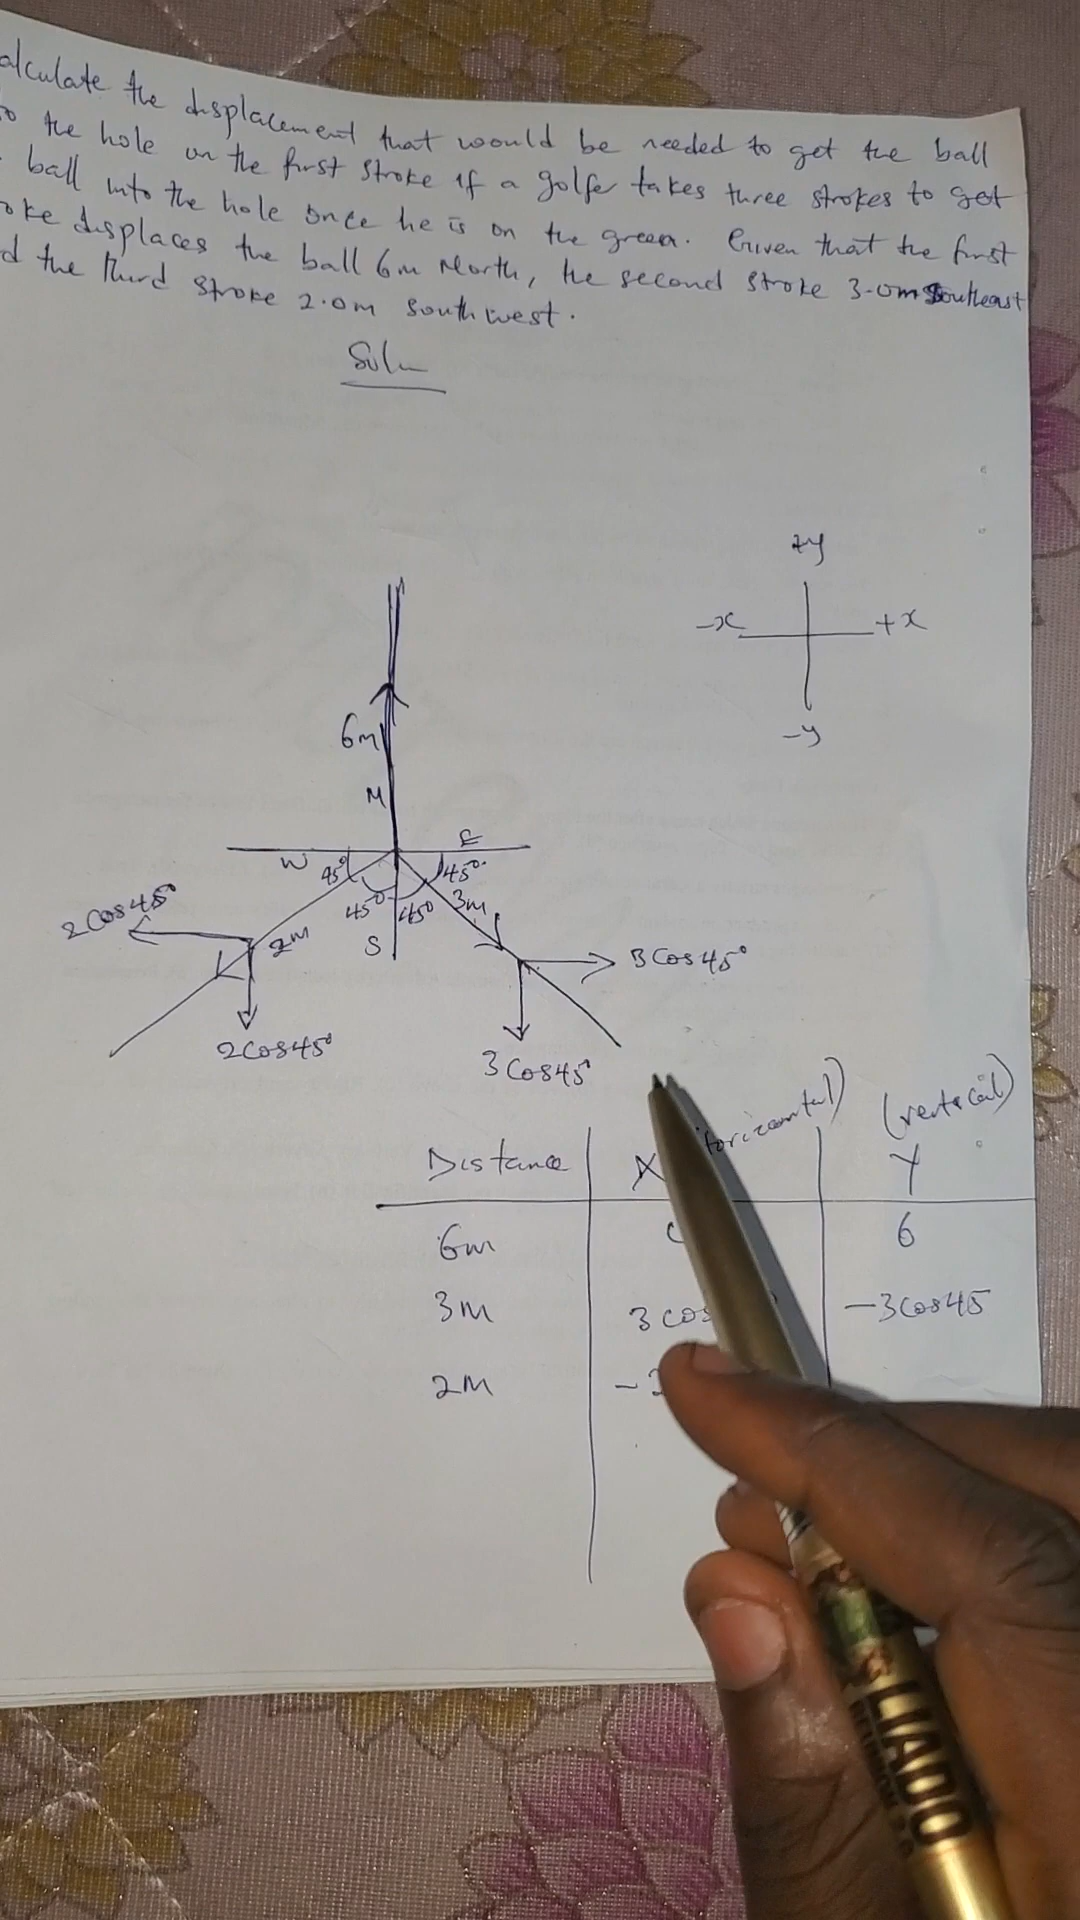 alculate the displacement that would be needed to get the ball
to the hole on the first stroke if a golfer takes three strokes to get
ball into the hole once he is on the green. Given that the first
oke displaces the ball 6m North, the second stroke 3.0m Southeast
d the third stroke 2.0m southwest.
Soln
+y
-x +x
-y
6m
N
W E
45° 45°
45° 45°
3m
2m
S
2Cos45°
3Cos45°
2Cos45°
3Cos45°
horizontal) (vertical)
Distance X Y
6m 6
3m 3cos -3cos45
2m